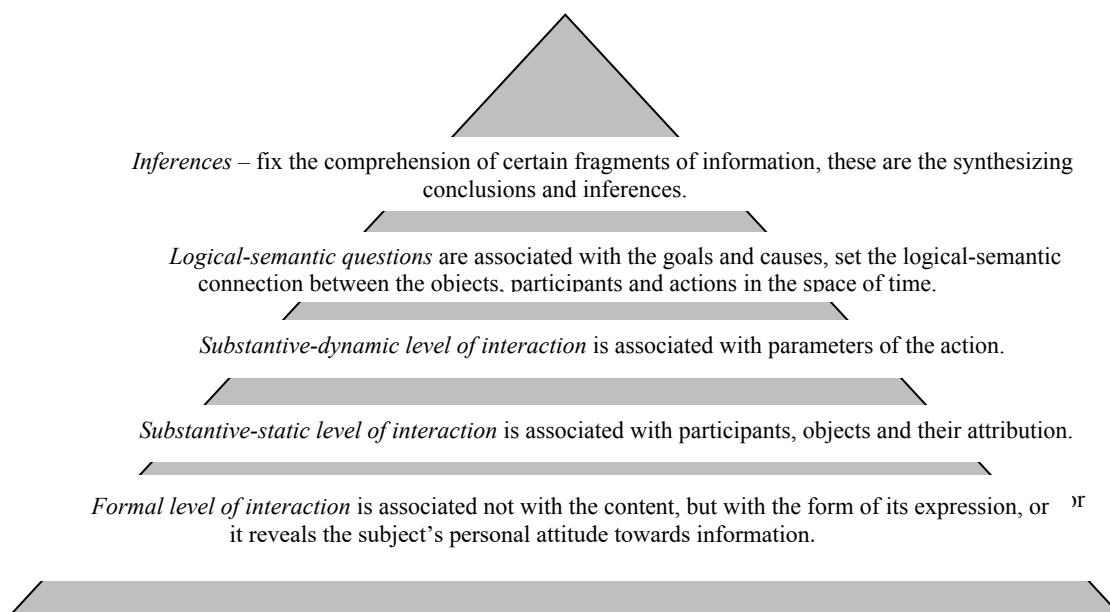 Inferences – fix the comprehension of certain fragments of information, these are the synthesizing
conclusions and inferences.
Logical-semantic questions are associated with the goals and causes, set the logical-semantic
connection between the objects, participants and actions in the space of time.
Substantive-dynamic level of interaction is associated with parameters of the action.
Substantive-static level of interaction is associated with participants, objects and their attribution.
Formal level of interaction is associated not with the content, but with the form of its expression, or
it reveals the subject's personal attitude towards information.